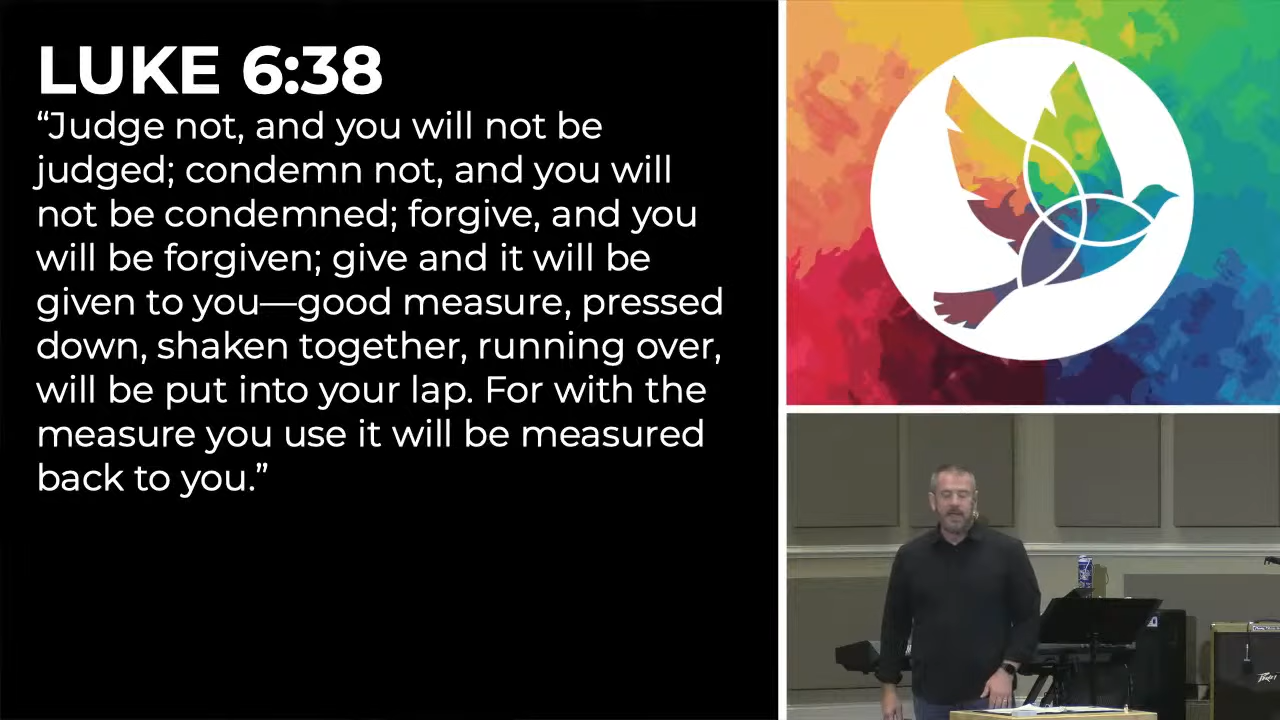 LUKE 6:38
“Judge not, and you will not be
judged; condemn not, and you will
not be condemned; forgive, and you
will be forgiven; give and it will be
given to you—good measure, pressed
down, shaken together, running over,
will be put into your lap. For with the
measure you use it will be measured
back to you.”
Peavey